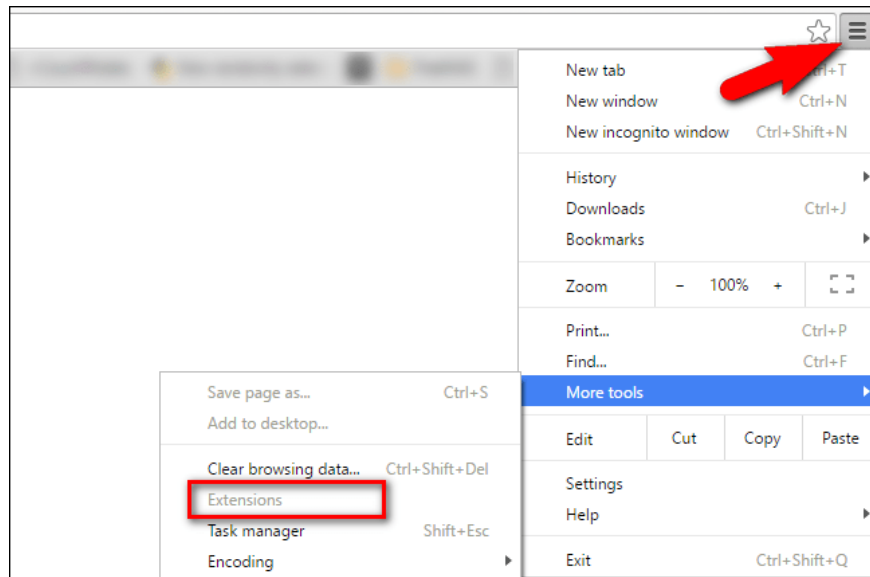 New tab Ctrl+T
New window Ctrl+N
New incognito window Ctrl+Shift+N
History
Downloads Ctrl+J
Bookmarks
Zoom - 100% +
Print... Ctrl+P
Find... Ctrl+F
More tools
Edit Cut Copy Paste
Settings
Help
Exit Ctrl+Shift+Q
Save page as... Ctrl+S
Add to desktop...
Clear browsing data... Ctrl+Shift+Del
Extensions
Task manager Shift+Esc
Encoding